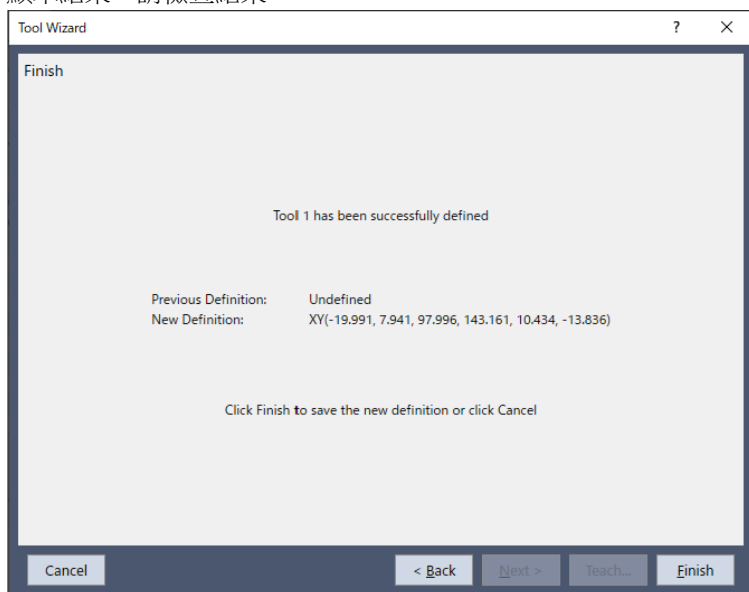 Tool Wizard
?
Finish
Tool 1 has been successfully defined
Previous Definition: Undefined
New Definition: XY(-19.991, 7.941, 97.996, 143.161, 10.434, -13.836)
Click Finish to save the new definition or click Cancel
Cancel
< Back
Next >
Teach...
Finish